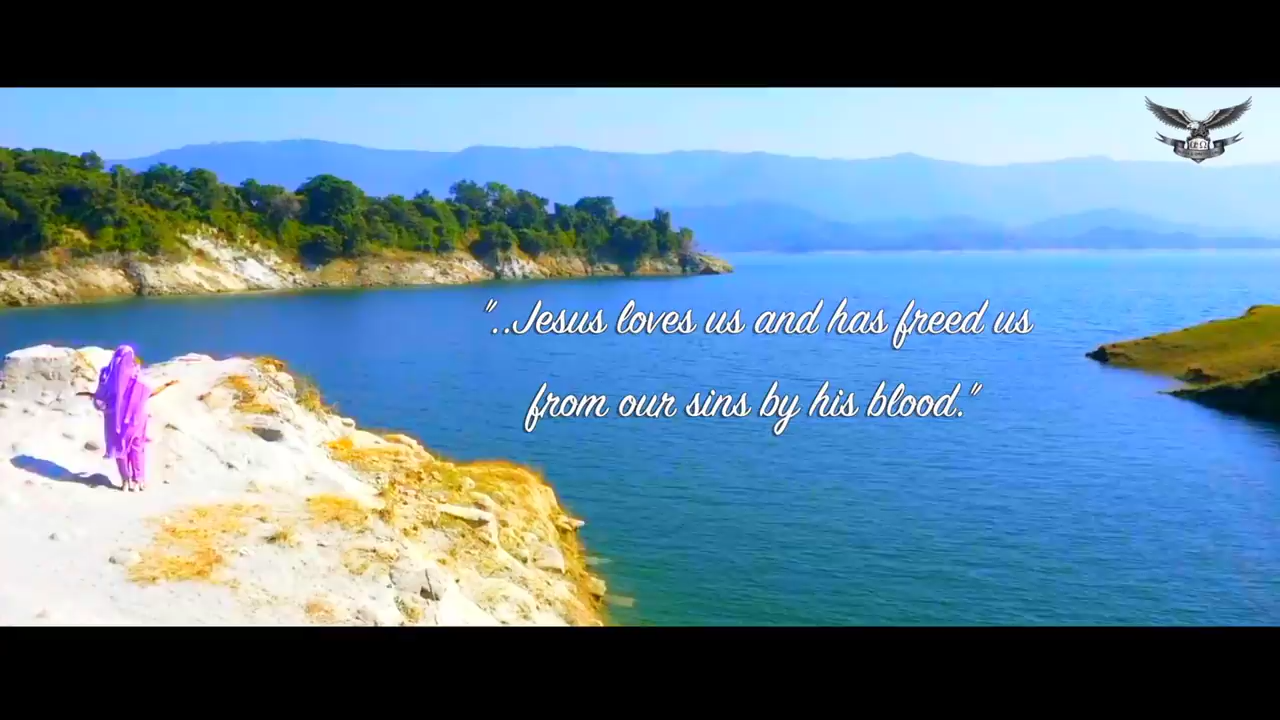 "..Jesus loves us and has freed us
from our sins by his blood."